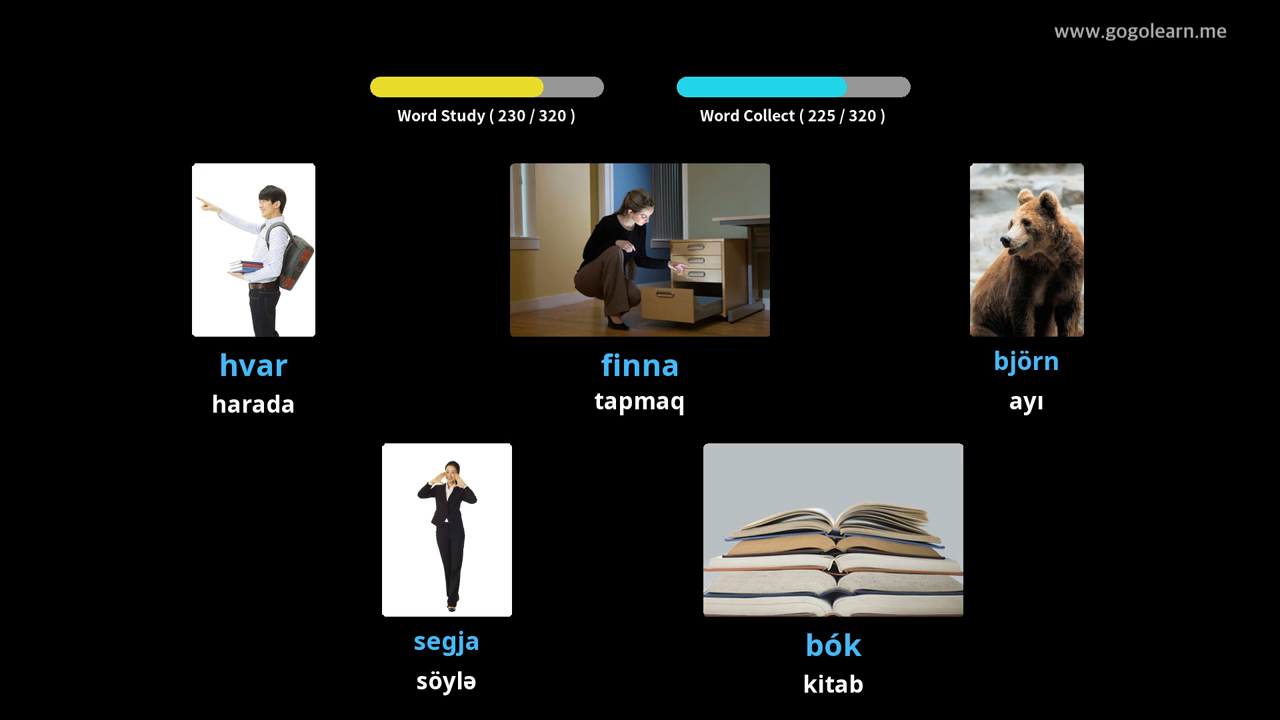 www.gogolearn.me
Word Study ( 230 / 320 )
Word Collect ( 225 / 320 )
hvar
harada
finna
tapmaq
björn
ayı
segja
söylə
bók
kitab